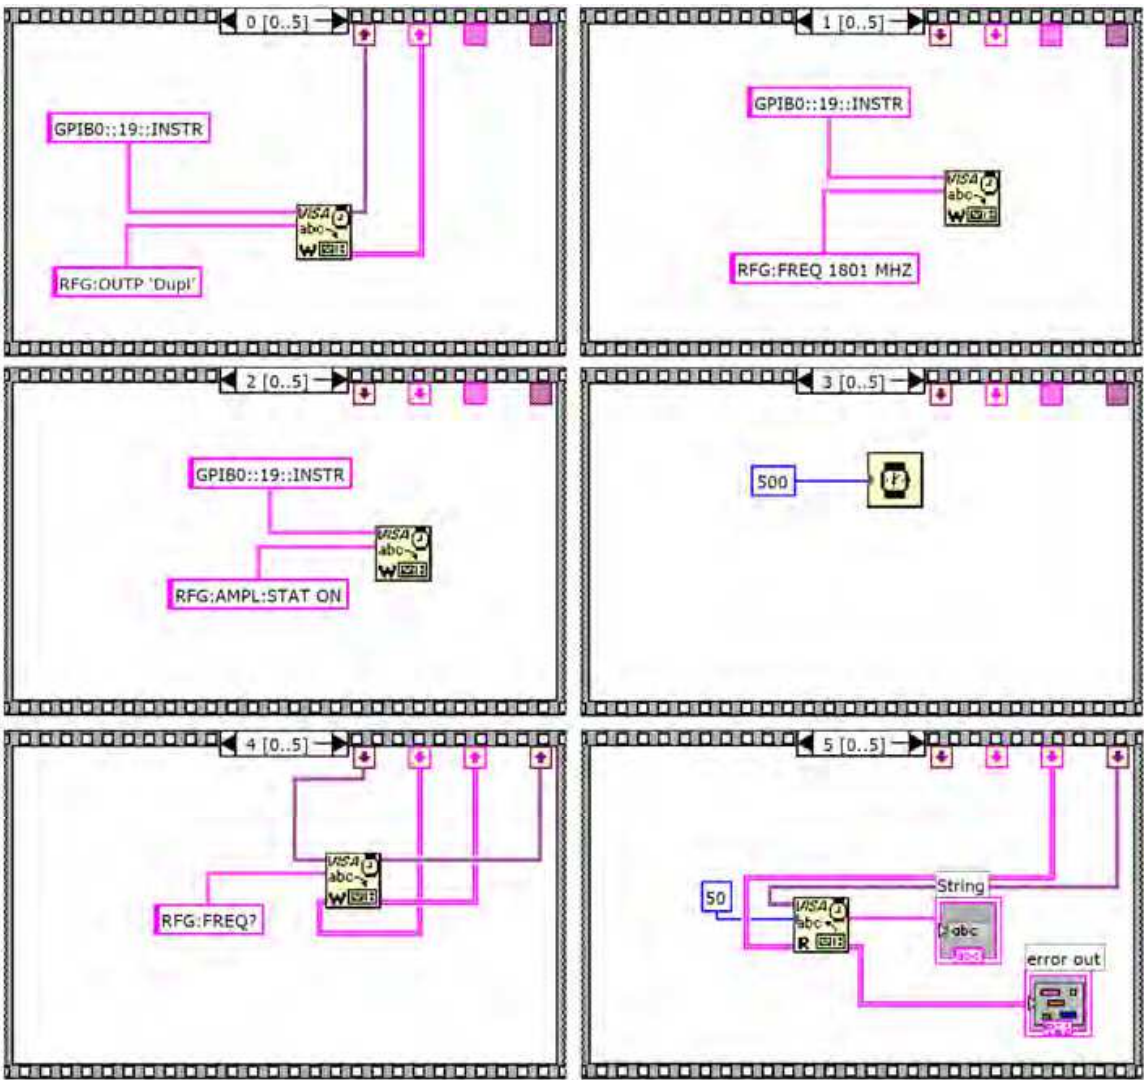 0 [0..5]
GPIB0::19::INSTR
VISA
abc
W
RFG:OUTP 'Dupl'
1 [0..5]
GPIB0::19::INSTR
VISA
abc
W
RFG:FREQ 1801 MHZ
2 [0..5]
GPIB0::19::INSTR
VISA
abc
W
RFG:AMPL:STAT ON
3 [0..5]
500
4 [0..5]
VISA
abc
W
RFG:FREQ?
5 [0..5]
50
VISA
abc
R
String
abc
abc
error out